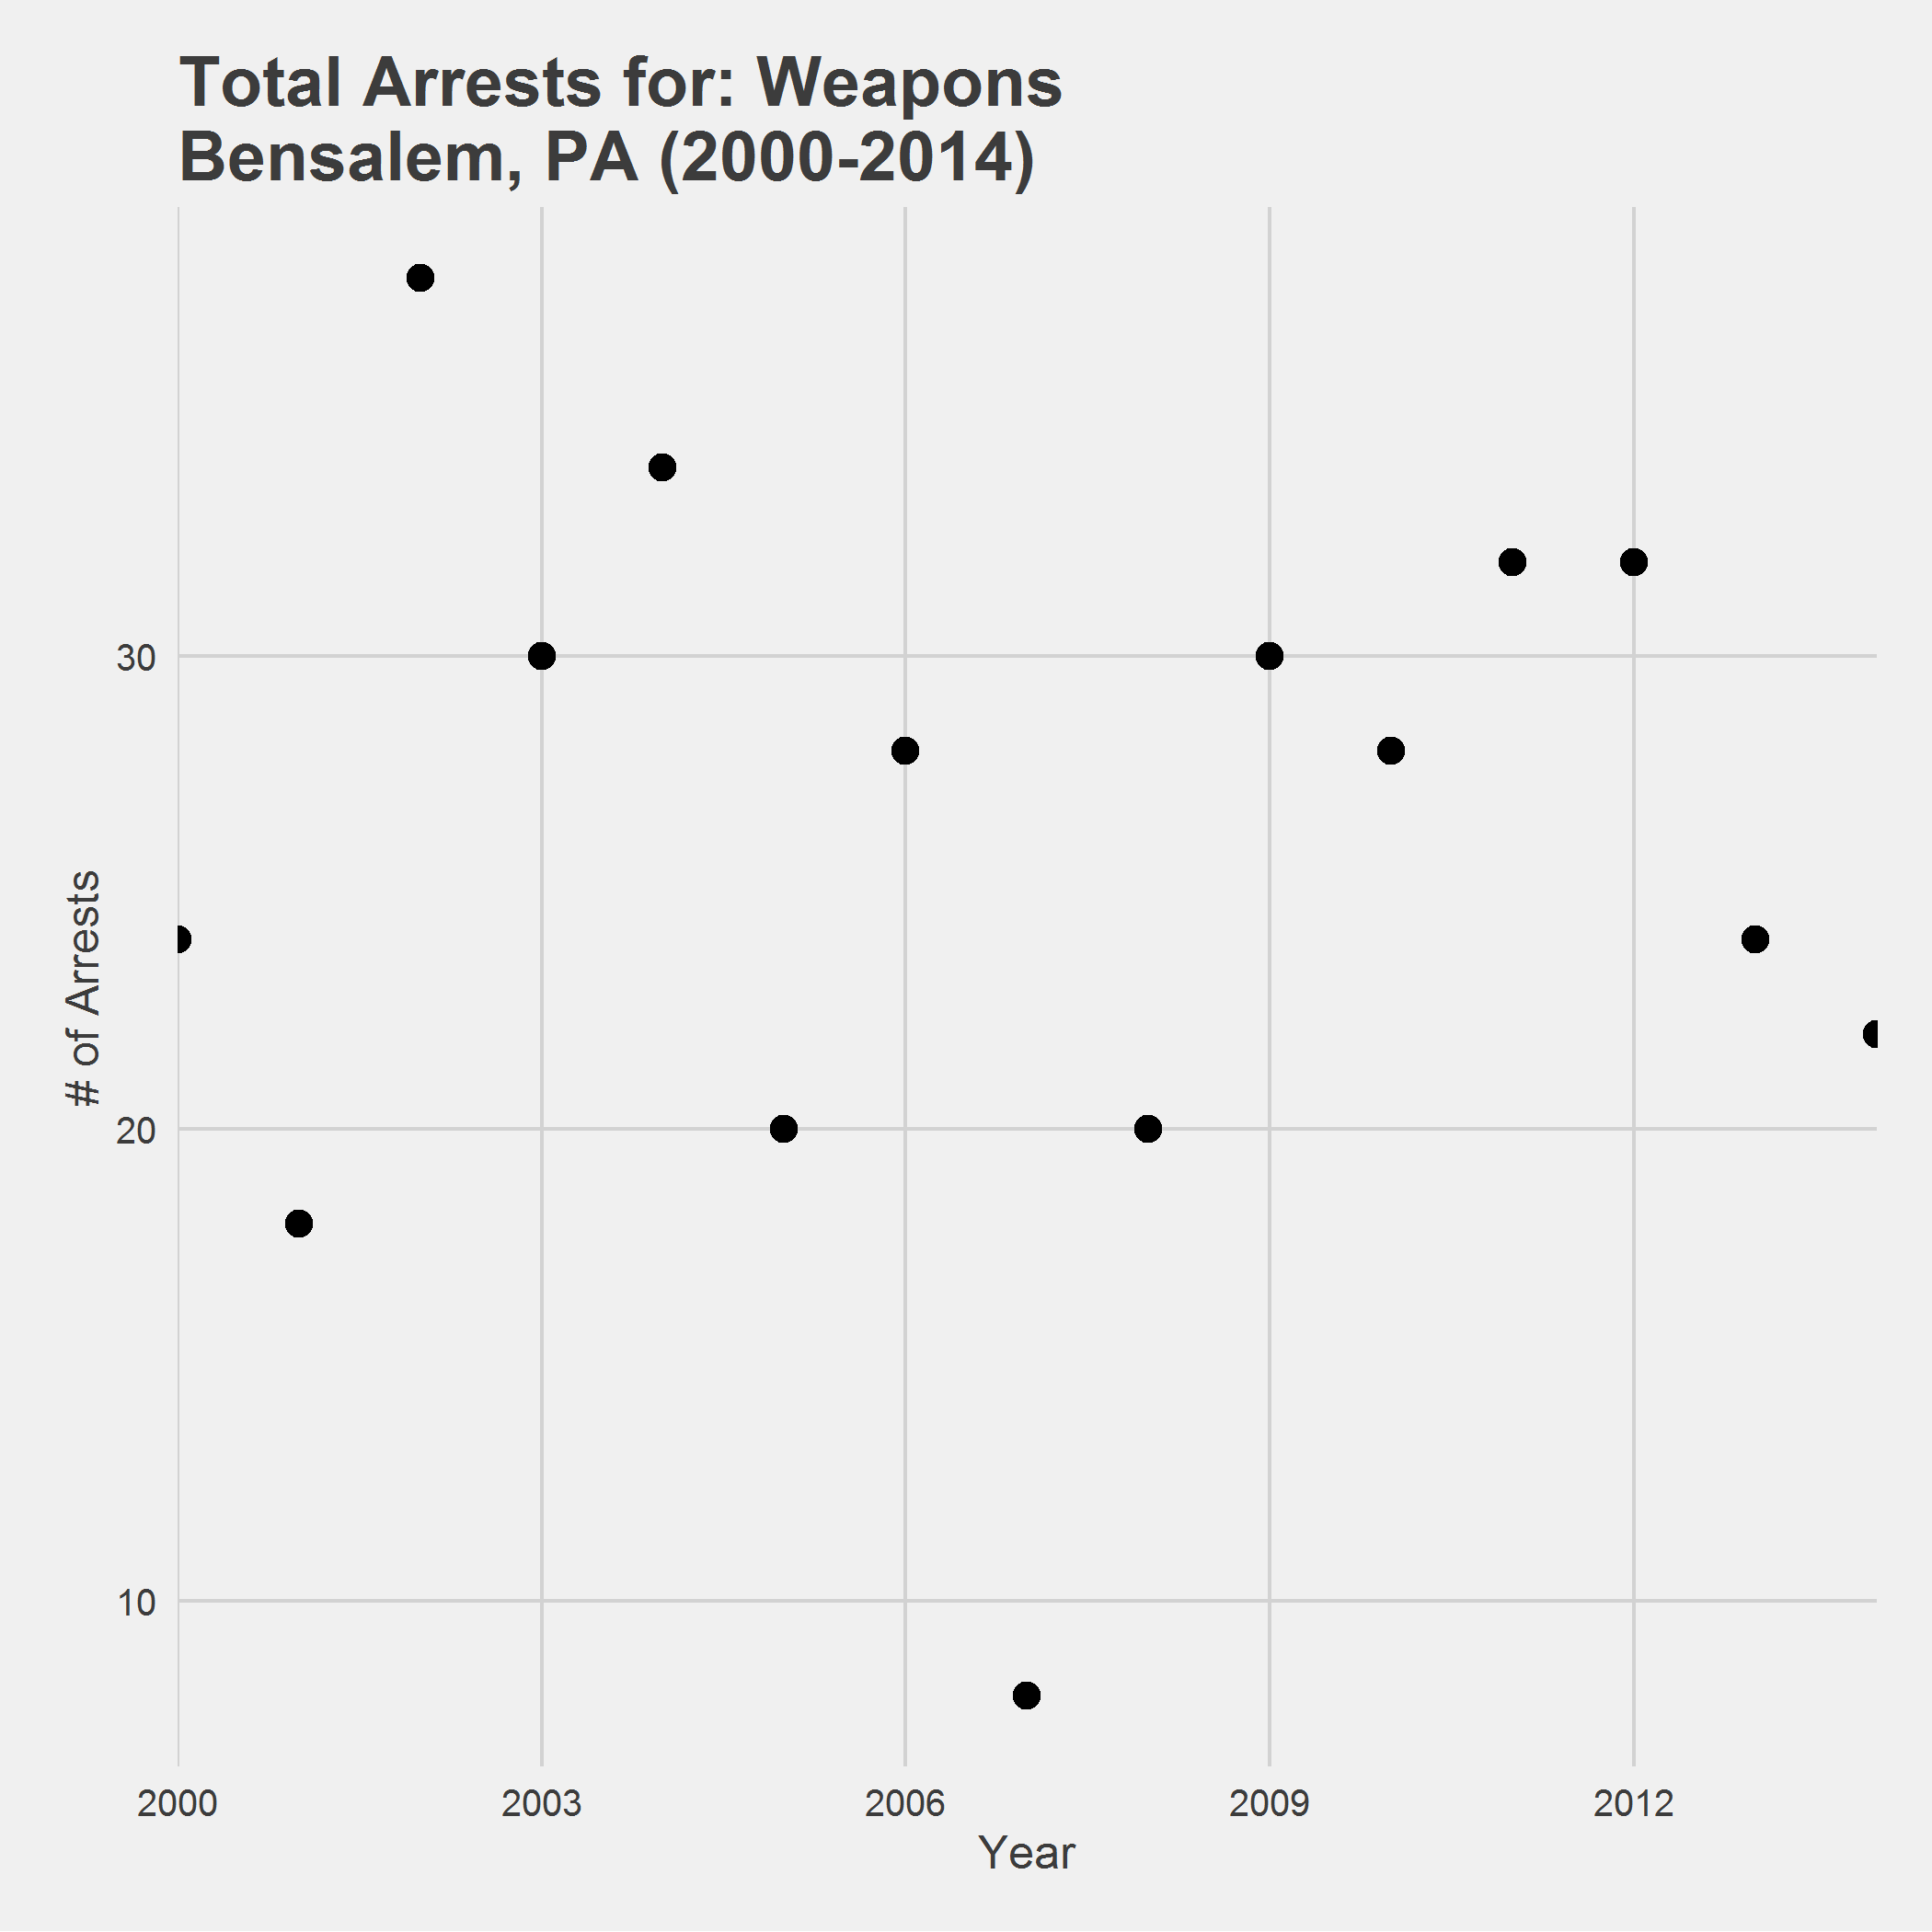 Total Arrests for: Weapons
Bensalem, PA (2000-2014)
# of Arrests
30
20
10
2000 2003 2006 2009 2012
Year